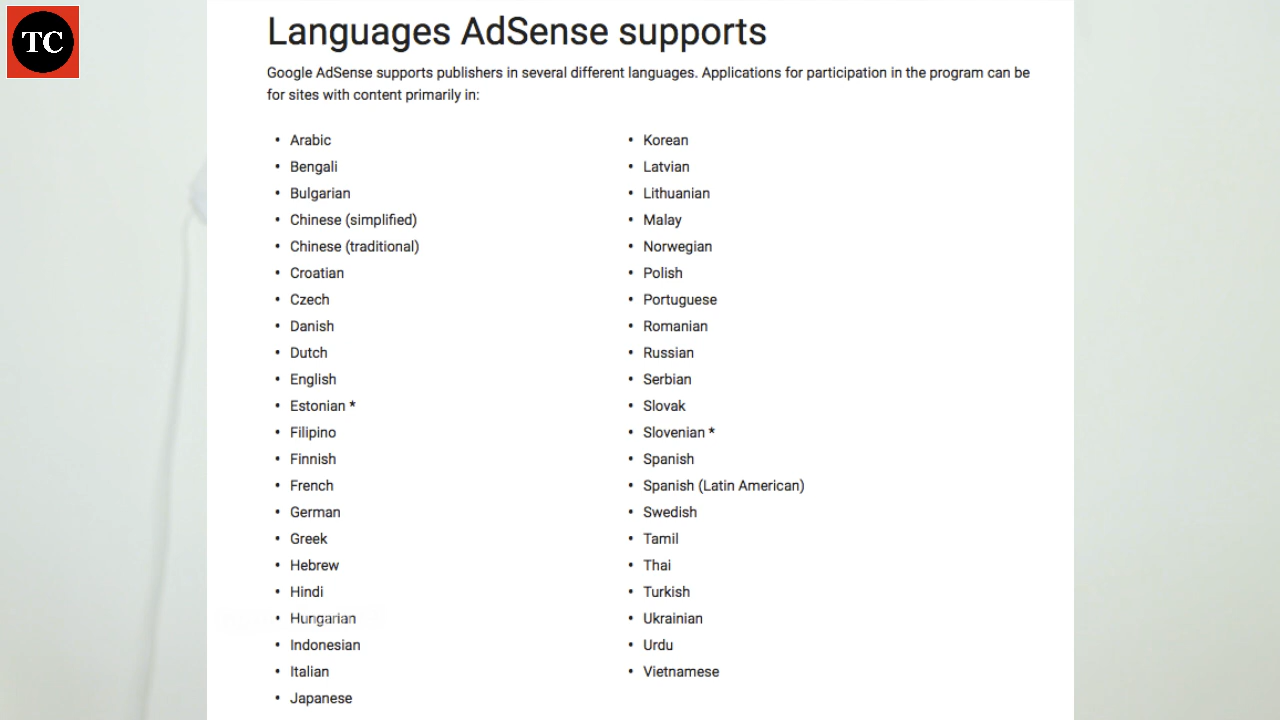 TC
Languages AdSense supports
Google AdSense supports publishers in several different languages. Applications for participation in the program can be
for sites with content primarily in:
• Arabic
• Bengali
• Bulgarian
• Chinese (simplified)
• Chinese (traditional)
• Croatian
• Czech
• Danish
• Dutch
• English
• Estonian *
• Filipino
• Finnish
• French
• German
• Greek
• Hebrew
• Hindi
• Hungarian
• Indonesian
• Italian
• Japanese
• Korean
• Latvian
• Lithuanian
• Malay
• Norwegian
• Polish
• Portuguese
• Romanian
• Russian
• Serbian
• Slovak
• Slovenian *
• Spanish
• Spanish (Latin American)
• Swedish
• Tamil
• Thai
• Turkish
• Ukrainian
• Urdu
• Vietnamese